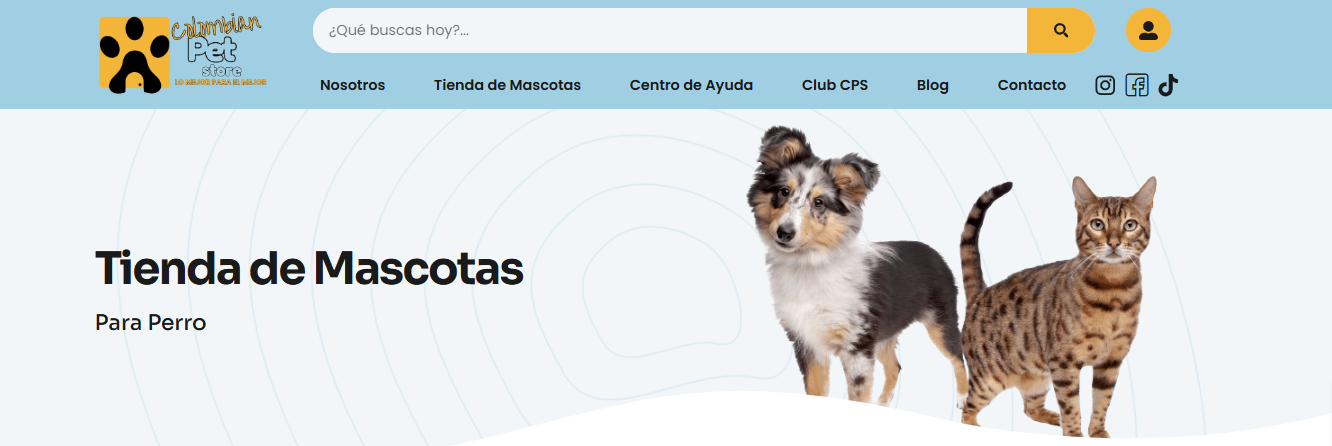 Colombian
Pet
store
LO MEJOR PARA EL MEJOR
¿Qué buscas hoy?...
Nosotros
Tienda de Mascotas
Centro de Ayuda
Club CPS
Blog
Contacto
Tienda de Mascotas
Para Perro